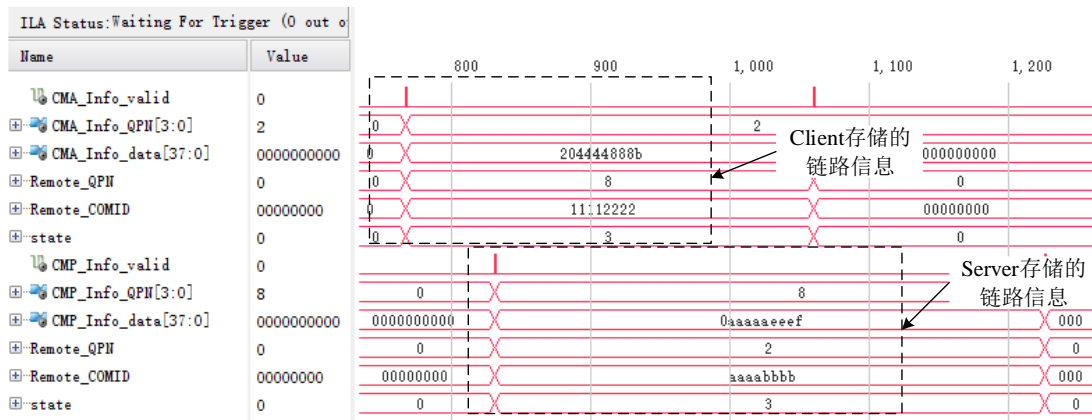 ILA Status:Waiting For Trigger (0 out o
Name Value
800 900 1,000 1,100 1,200
CMA_Info_valid 0
CMA_Info_QPN[3:0] 2 0 2
CMA_Info_data[37:0] 0000000000 0 204444888b 000000000
Remote_QPN 0 0 8 0
Remote_COMID 00000000 0 11112222 00000000
state 0 0 3 0
Client存储的
链路信息
CMP_Info_valid 0
CMP_Info_QPN[3:0] 8 0 8
CMP_Info_data[37:0] 0000000000 0000000000 0aaaaaeeef 000
Remote_QPN 0 0 2 0
Remote_COMID 00000000 00000000 aaaabbbb 000
state 0 0 3 0
Server存储的
链路信息